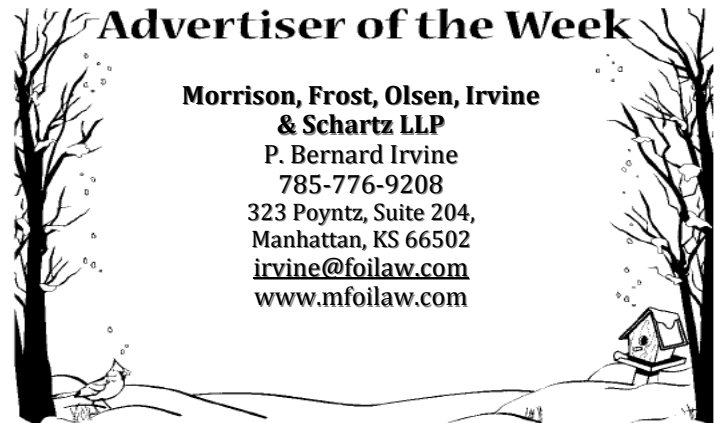 Advertiser of the Week
Morrison, Frost, Olsen, Irvine
& Schartz LLP
P. Bernard Irvine
785-776-9208
323 Poyntz, Suite 204,
Manhattan, KS 66502
irvine@foilaw.com
www.mfoilaw.com